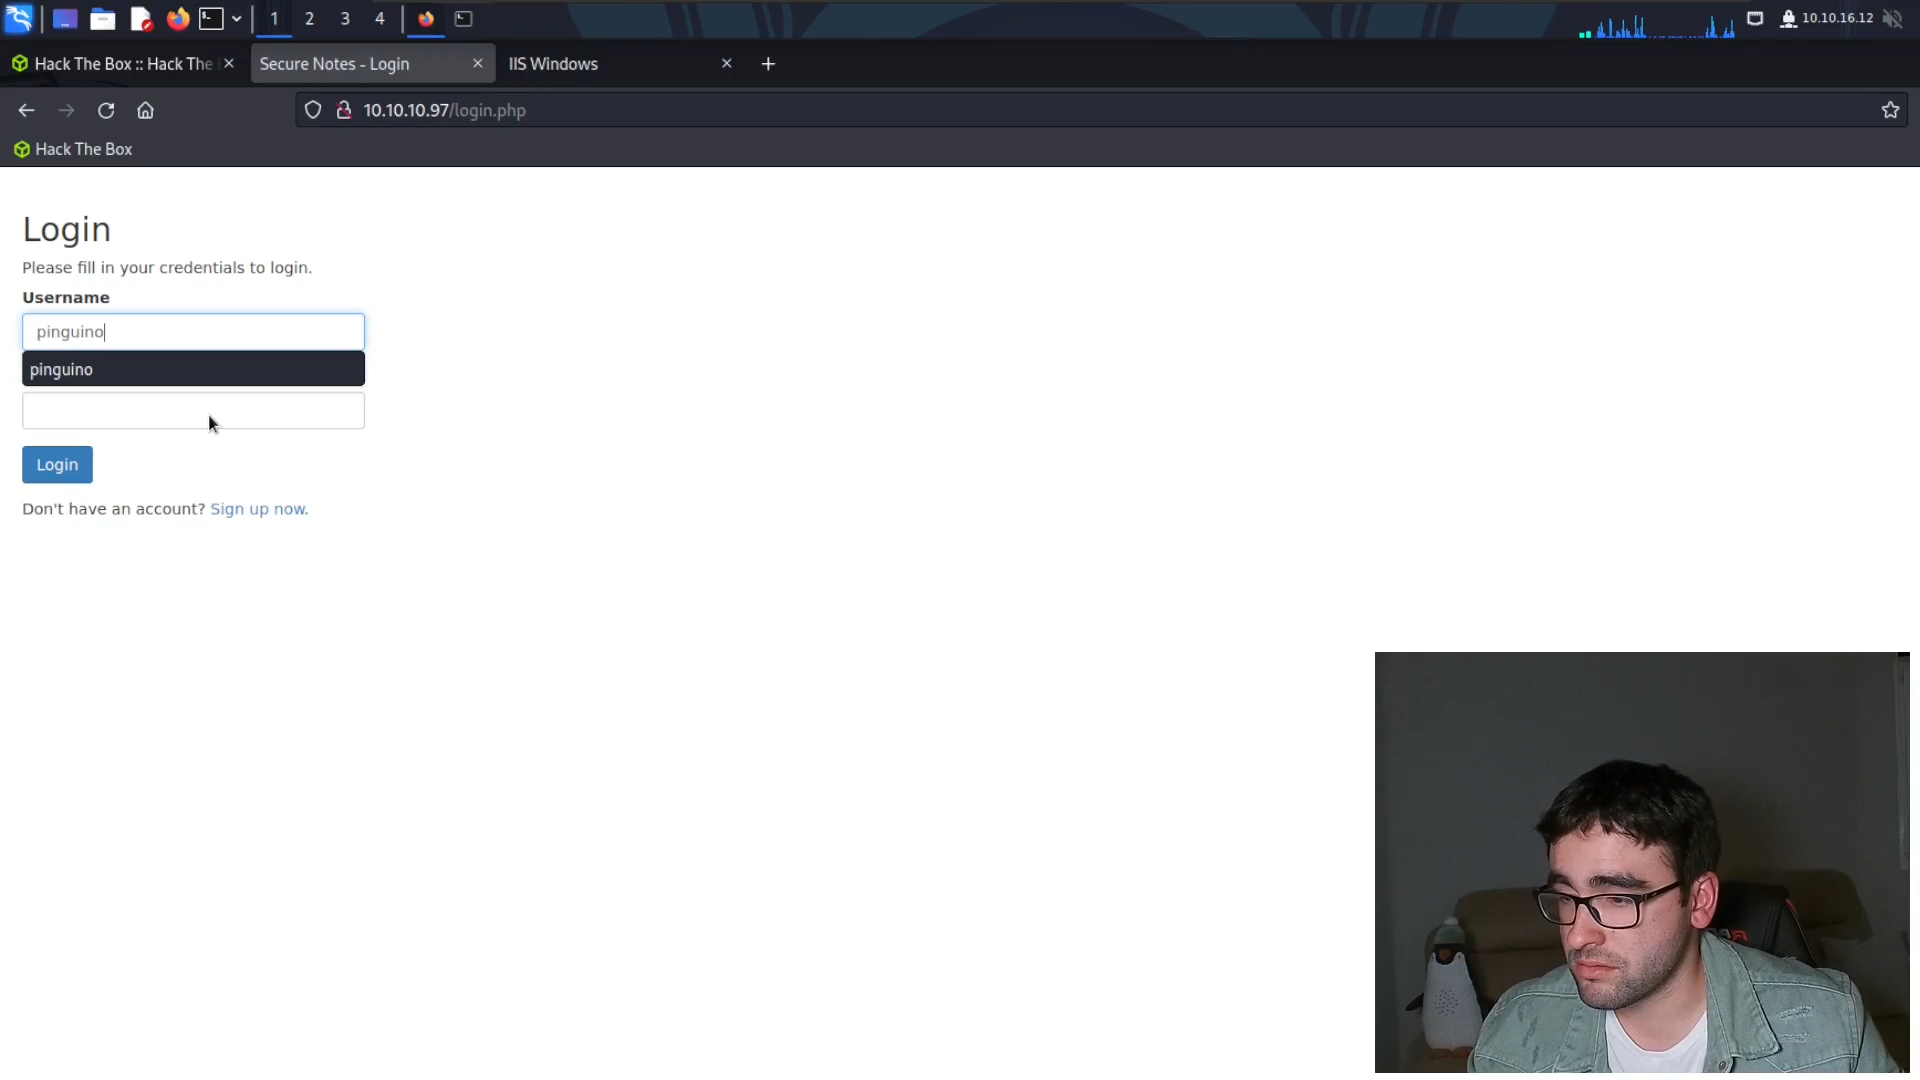 1 2 3 4 10.10.16.12
Hack The Box :: Hack The
Secure Notes - Login
IIS Windows
10.10.10.97/login.php
Hack The Box
Login
Please fill in your credentials to login.
Username
pinguino
pinguino
Login
Don't have an account? Sign up now.